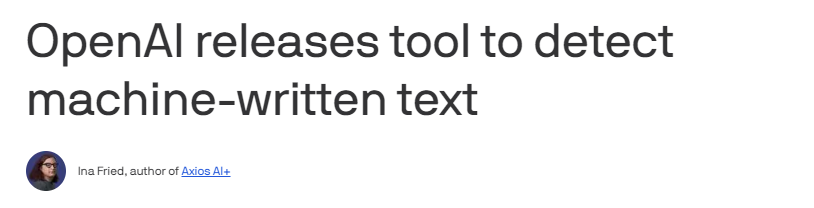 OpenAI releases tool to detect
machine-written text
Ina Fried, author of Axios AI+